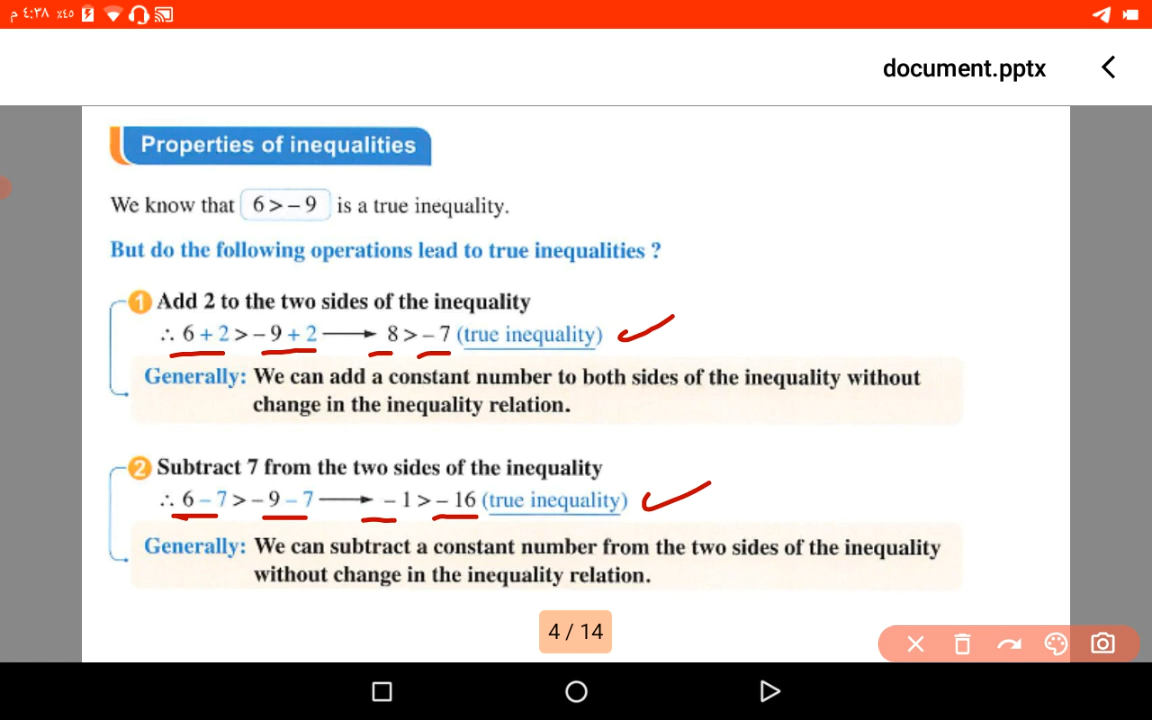 م ٤:٣٨ ٪٤٥
document.pptx
Properties of inequalities
We know that 6 > – 9 is a true inequality.
But do the following operations lead to true inequalities ?
1 Add 2 to the two sides of the inequality
∴ 6 + 2 > – 9 + 2 ⟶ 8 > – 7 (true inequality)
Generally: We can add a constant number to both sides of the inequality without
change in the inequality relation.
2 Subtract 7 from the two sides of the inequality
∴ 6 – 7 > – 9 – 7 ⟶ – 1 > – 16 (true inequality)
Generally: We can subtract a constant number from the two sides of the inequality
without change in the inequality relation.
4 / 14